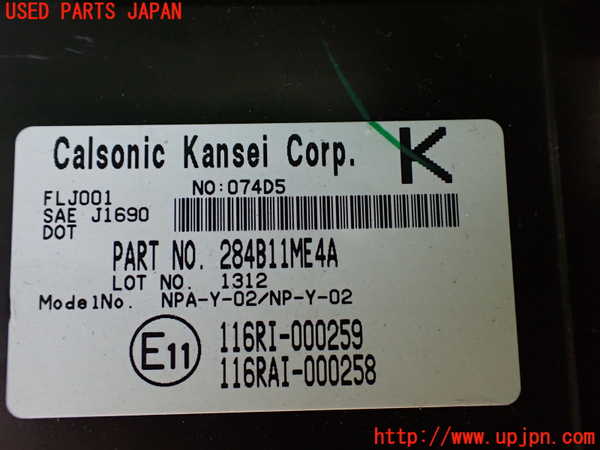 USED PARTS JAPAN
Calsonic Kansei Corp. K
FLJ001 NO:074D5
SAE J1690
DOT
PART NO. 284B11ME4A
LOT NO. 1312
ModelNo. NPA-Y-02/NP-Y-02
E11 116RI-000259
116RAI-000258
http://www.upjpn.com/